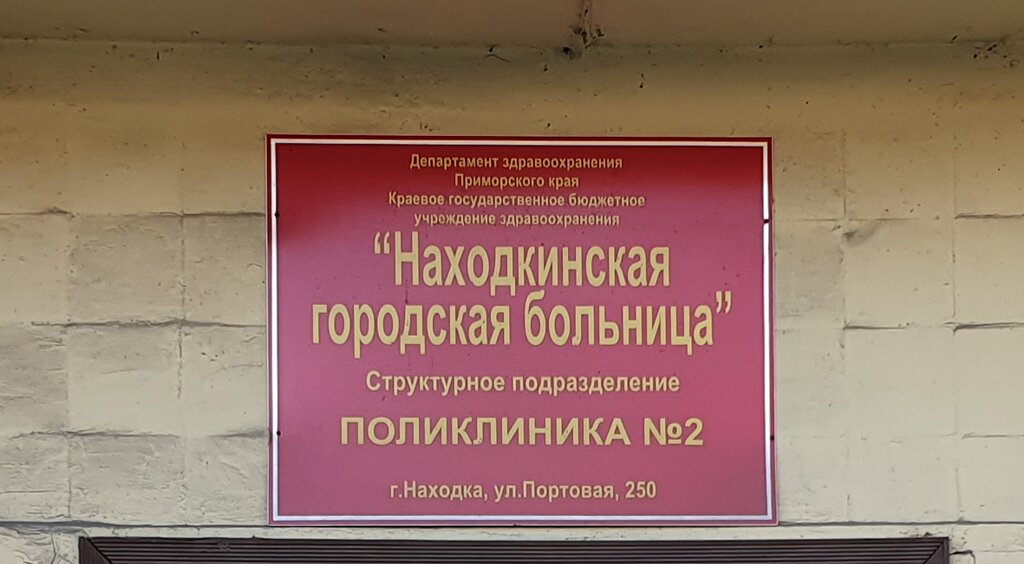 Департамент здравоохранения
Приморского края
Краевое государственное бюджетное
учреждение здравоохранения
“Находкинская
городская больница”
Структурное подразделение
ПОЛИКЛИНИКА №2
г.Находка, ул.Портовая, 250